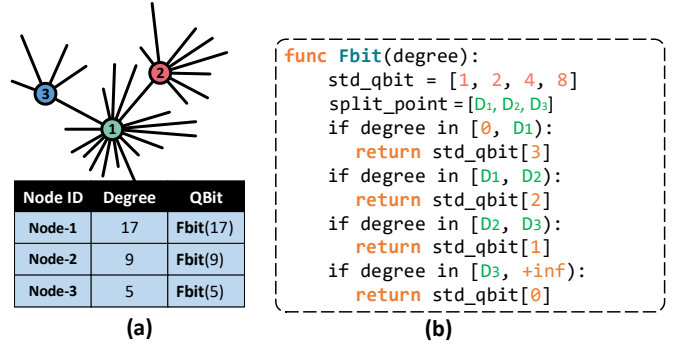 3
2
1
Node ID Degree QBit
Node-1 17 Fbit(17)
Node-2 9 Fbit(9)
Node-3 5 Fbit(5)
(a)
func Fbit(degree):
std_qbit = [1, 2, 4, 8]
split_point = [D₁, D₂, D₃]
if degree in [0, D1):
return std_qbit[3]
if degree in [D1, D2):
return std_qbit[2]
if degree in [D2, D3):
return std_qbit[1]
if degree in [D3, +inf):
return std_qbit[0]
(b)